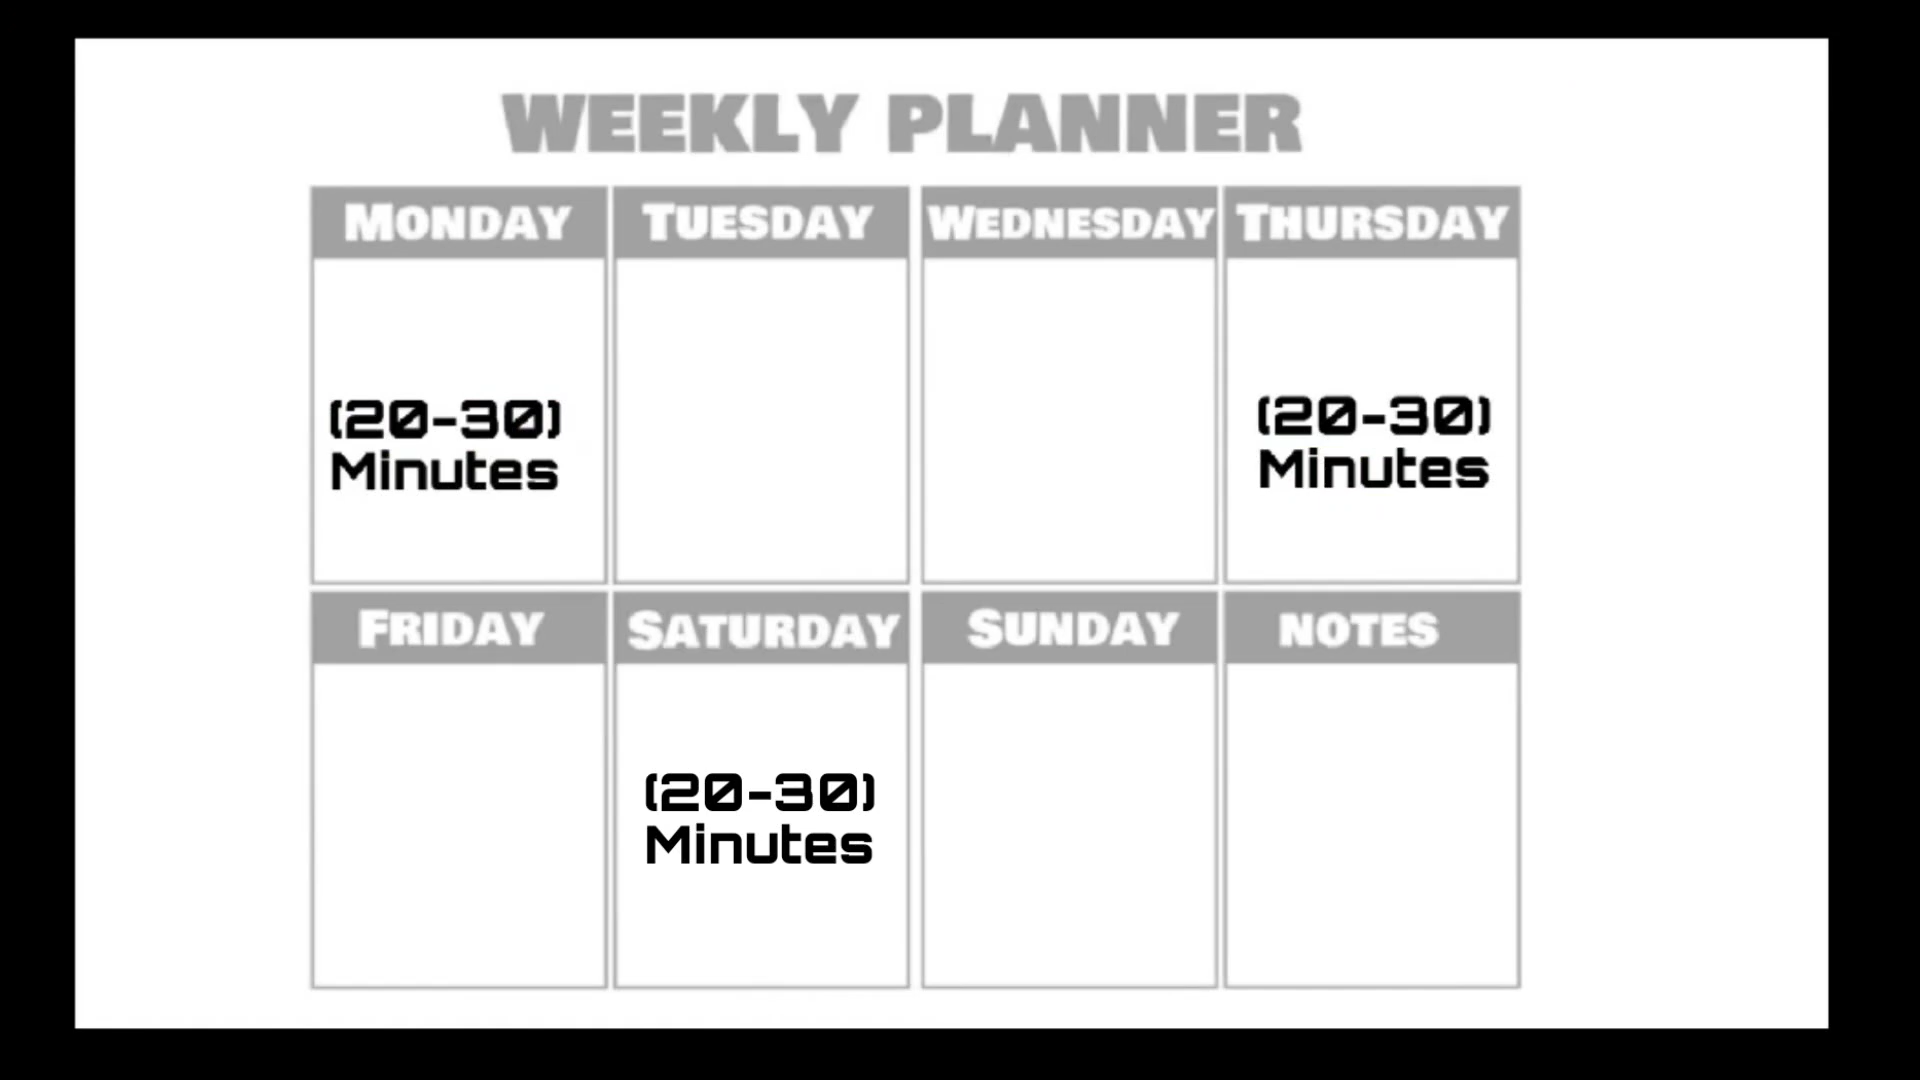 WEEKLY PLANNER
MONDAY TUESDAY WEDNESDAY THURSDAY
(20-30)
Minutes
(20-30)
Minutes
FRIDAY SATURDAY SUNDAY NOTES
(20-30)
Minutes